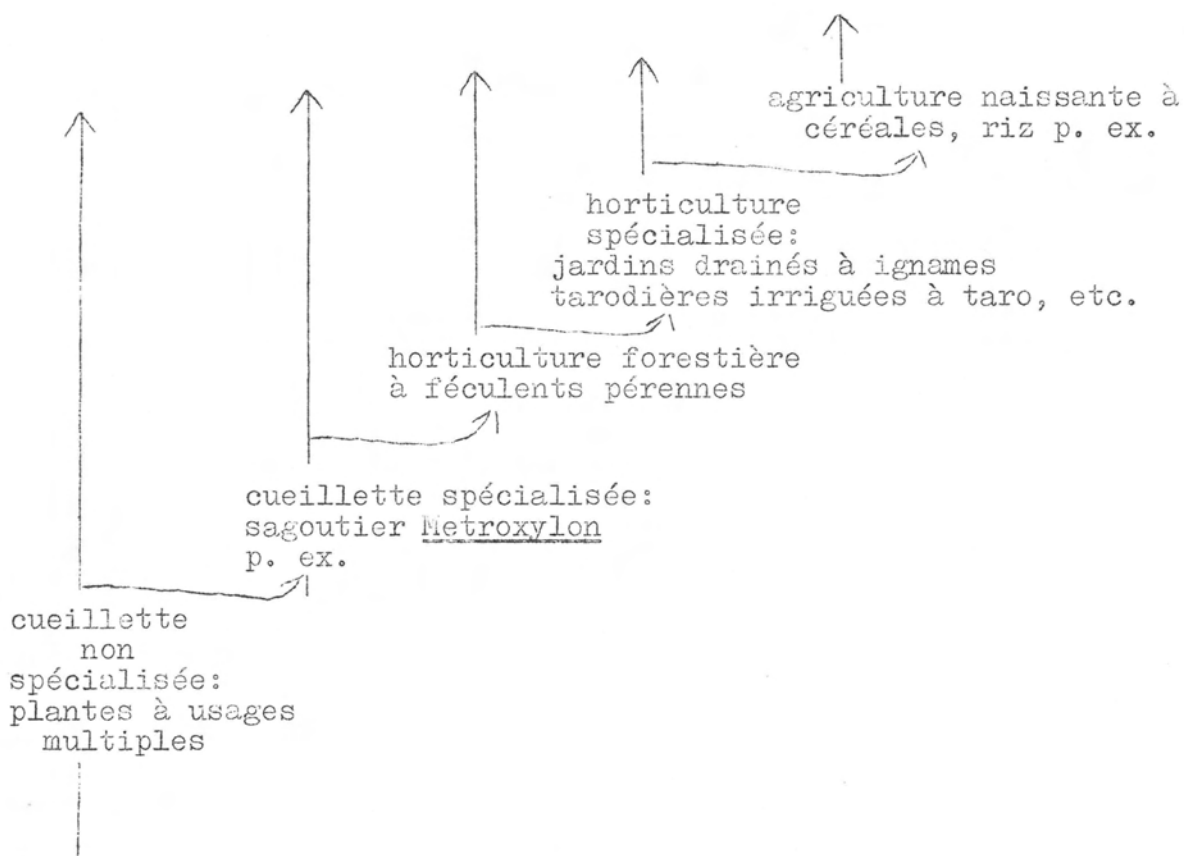 agriculture naissante à
céréales, riz p. ex.
horticulture
spécialisée:
jardins drainés à ignames
tarodières irriguées à taro, etc.
horticulture forestière
à féculents pérennes
cueillette spécialisée:
sagoutier Metroxylon
p. ex.
cueillette
non
spécialisée:
plantes à usages
multiples